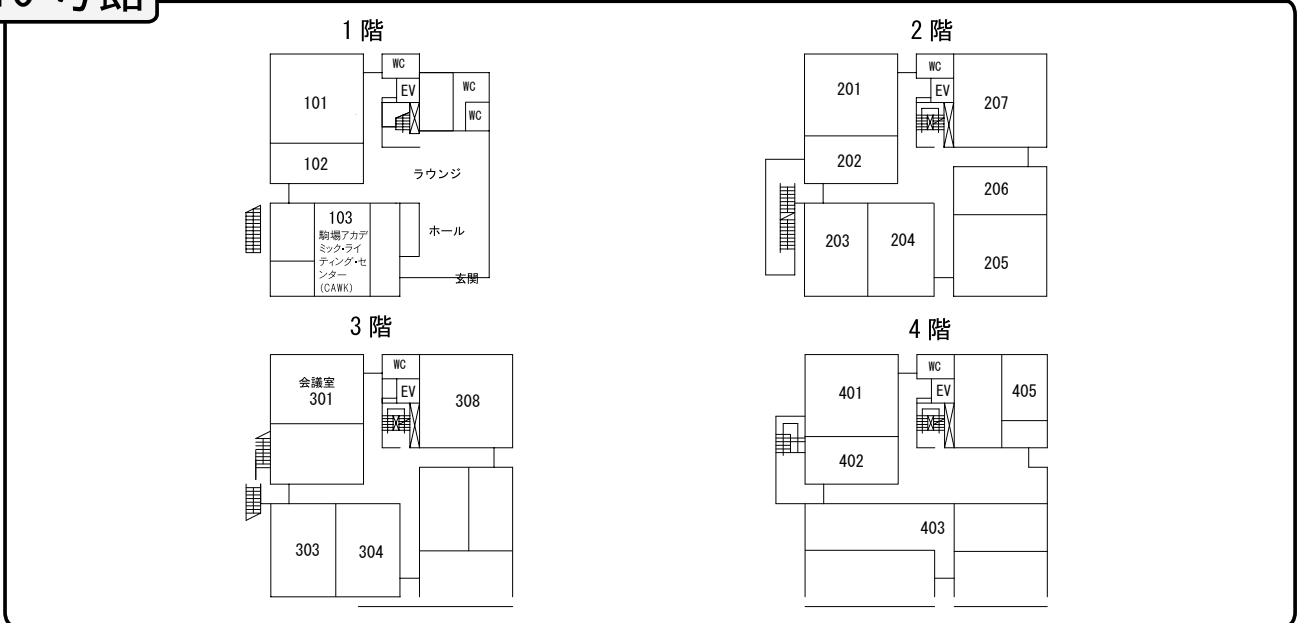 号館
1 階
WC
EV
WC
WC
101
102
ラウンジ
103
駒場アカデ
ミック・ライ
ティング・セ
ンター
(CAWK)
ホール
玄関
2 階
WC
EV
201
207
202
206
203
204
205
3 階
WC
EV
会議室
301
308
303
304
4 階
WC
EV
401
405
402
403